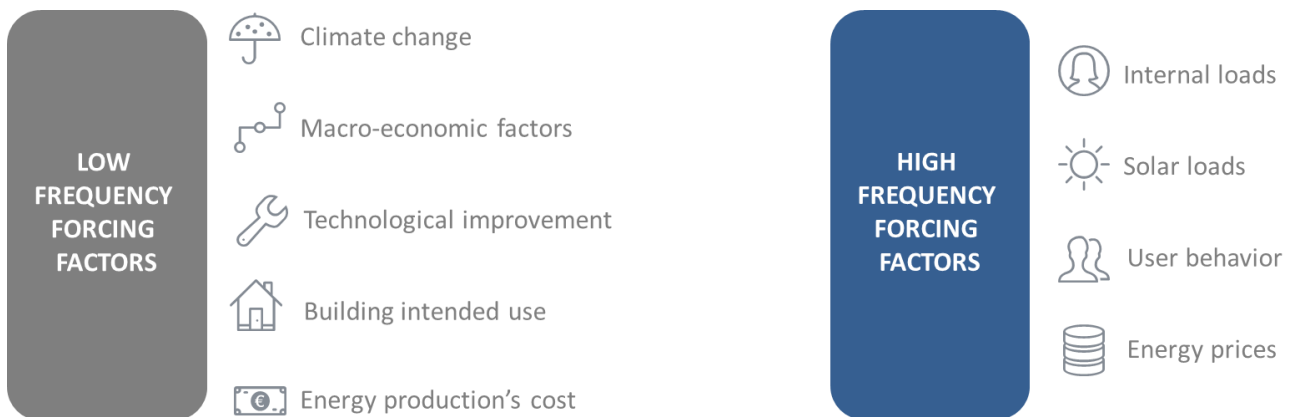 LOW
FREQUENCY
FORCING
FACTORS
Climate change
Macro-economic factors
Technological improvement
Building intended use
Energy production's cost
HIGH
FREQUENCY
FORCING
FACTORS
Internal loads
Solar loads
User behavior
Energy prices